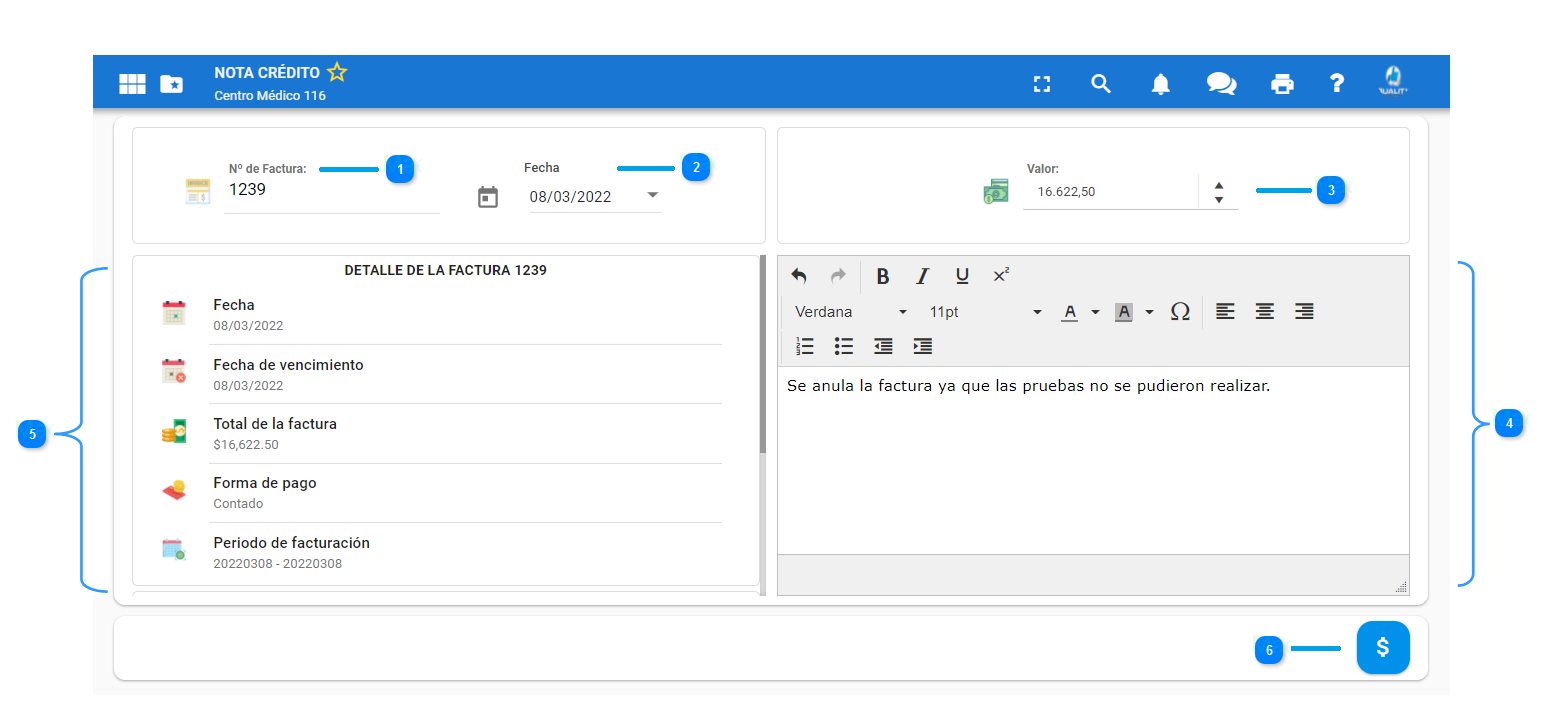 NOTA CRÉDITO
Centro Médico 116
Nº de Factura:
1
1239
Fecha
2
08/03/2022
Valor:
16.622,50
3
DETALLE DE LA FACTURA 1239
Fecha
08/03/2022
Fecha de vencimiento
08/03/2022
Total de la factura
$16,622.50
Forma de pago
Contado
Periodo de facturación
20220308 - 20220308
5
B I U X²
Verdana 11pt A A Ω
Se anula la factura ya que las pruebas no se pudieron realizar.
4
6
$